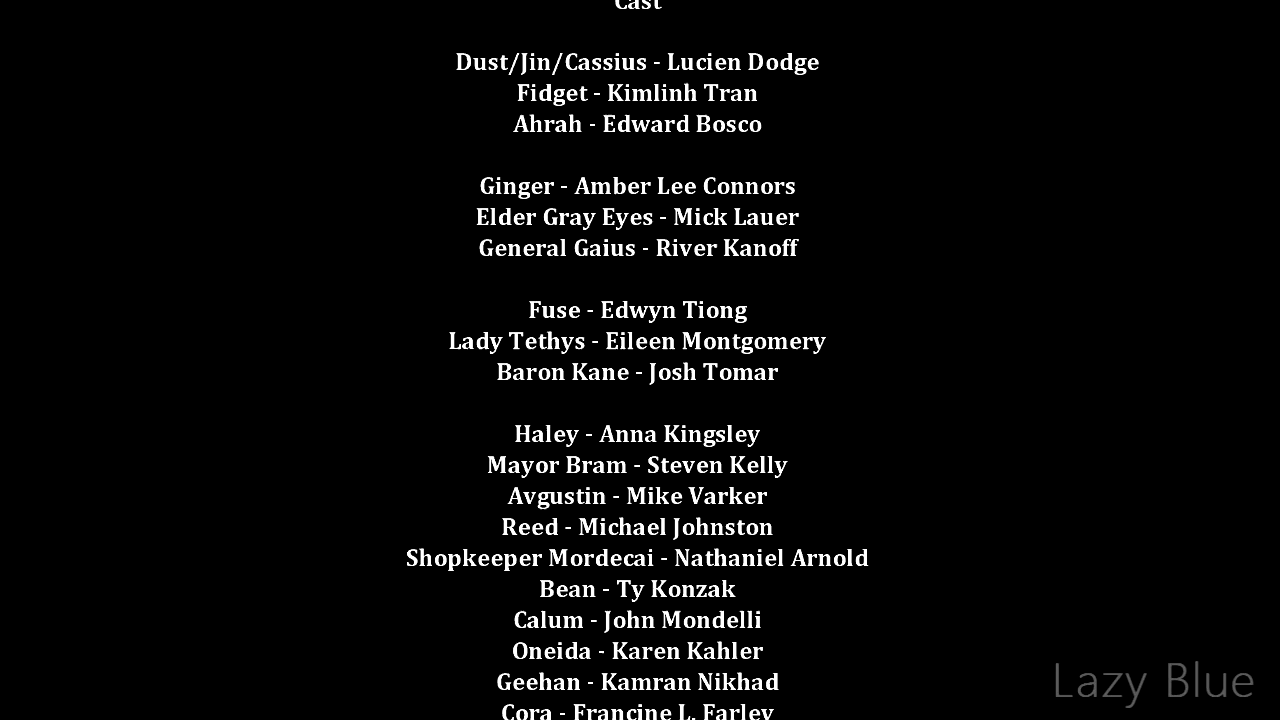 Cast
Dust/Jin/Cassius - Lucien Dodge
Fidget - Kimlinh Tran
Ahrah - Edward Bosco
Ginger - Amber Lee Connors
Elder Gray Eyes - Mick Lauer
General Gaius - River Kanoff
Fuse - Edwyn Tiong
Lady Tethys - Eileen Montgomery
Baron Kane - Josh Tomar
Haley - Anna Kingsley
Mayor Bram - Steven Kelly
Avgustin - Mike Varker
Reed - Michael Johnston
Shopkeeper Mordecai - Nathaniel Arnold
Bean - Ty Konzak
Calum - John Mondelli
Oneida - Karen Kahler
Geehan - Kamran Nikhad
Cora - Francine L. Farley
Lazy Blue